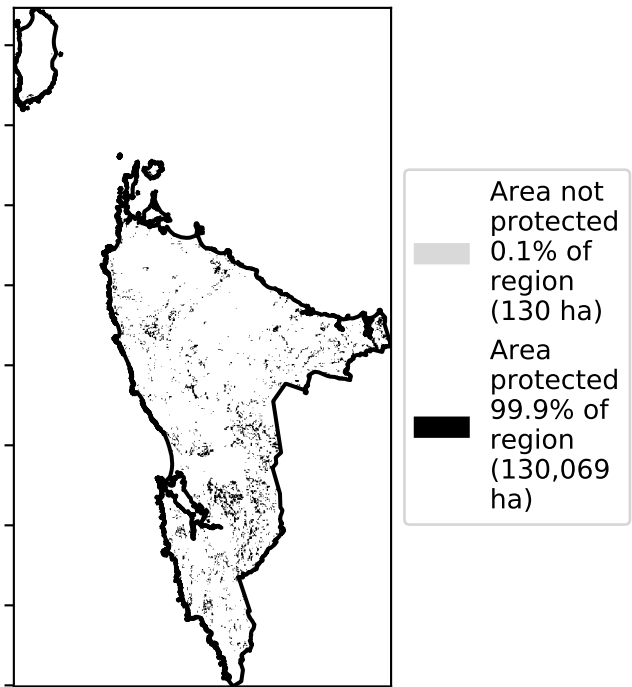 Area not
protected
0.1% of
region
(130 ha)
Area
protected
99.9% of
region
(130,069
ha)